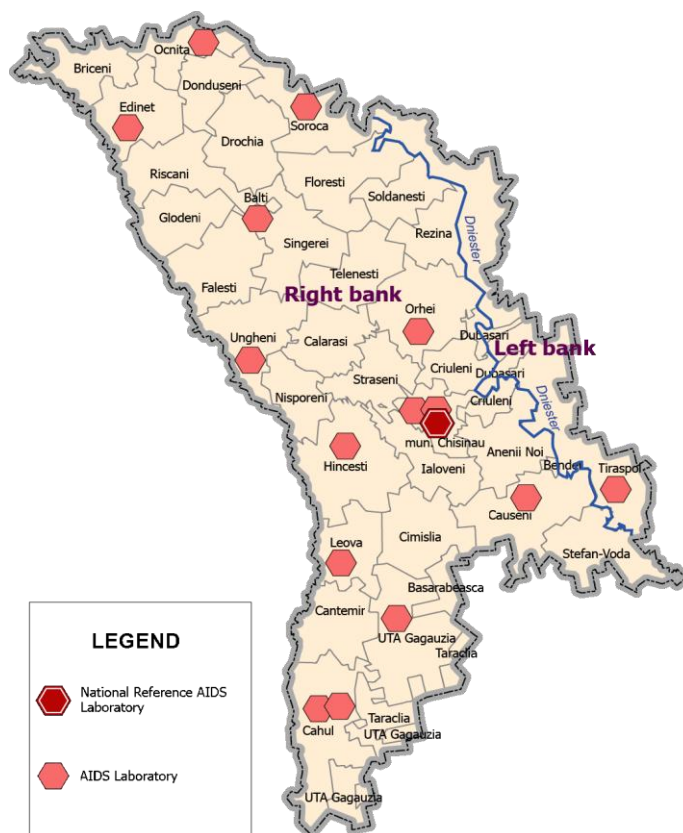 Ocnita
Briceni
Donduseni
Edinet
Soroca
Drochia
Riscani
Floresti
Balti
Soldanesti
Glodeni
Rezina
Dniester
Singerei
Telenesti
Falesti
Right bank
Orhei
Ungheni
Calarasi
Dubasari
Left bank
Criuleni
Dubasari
Straseni
Nisporeni
Criuleni
Dniester
mun. Chisinau
Anenii Noi
Hincesti
Ialoveni
Bender
Tiraspol
Causeni
Leova
Cimislia
Stefan-Voda
Basarabeasca
Cantemir
UTA Gagauzia
Taraclia
Taraclia
Cahul
UTA Gagauzia
UTA Gagauzia
LEGEND
National Reference AIDS
Laboratory
AIDS Laboratory